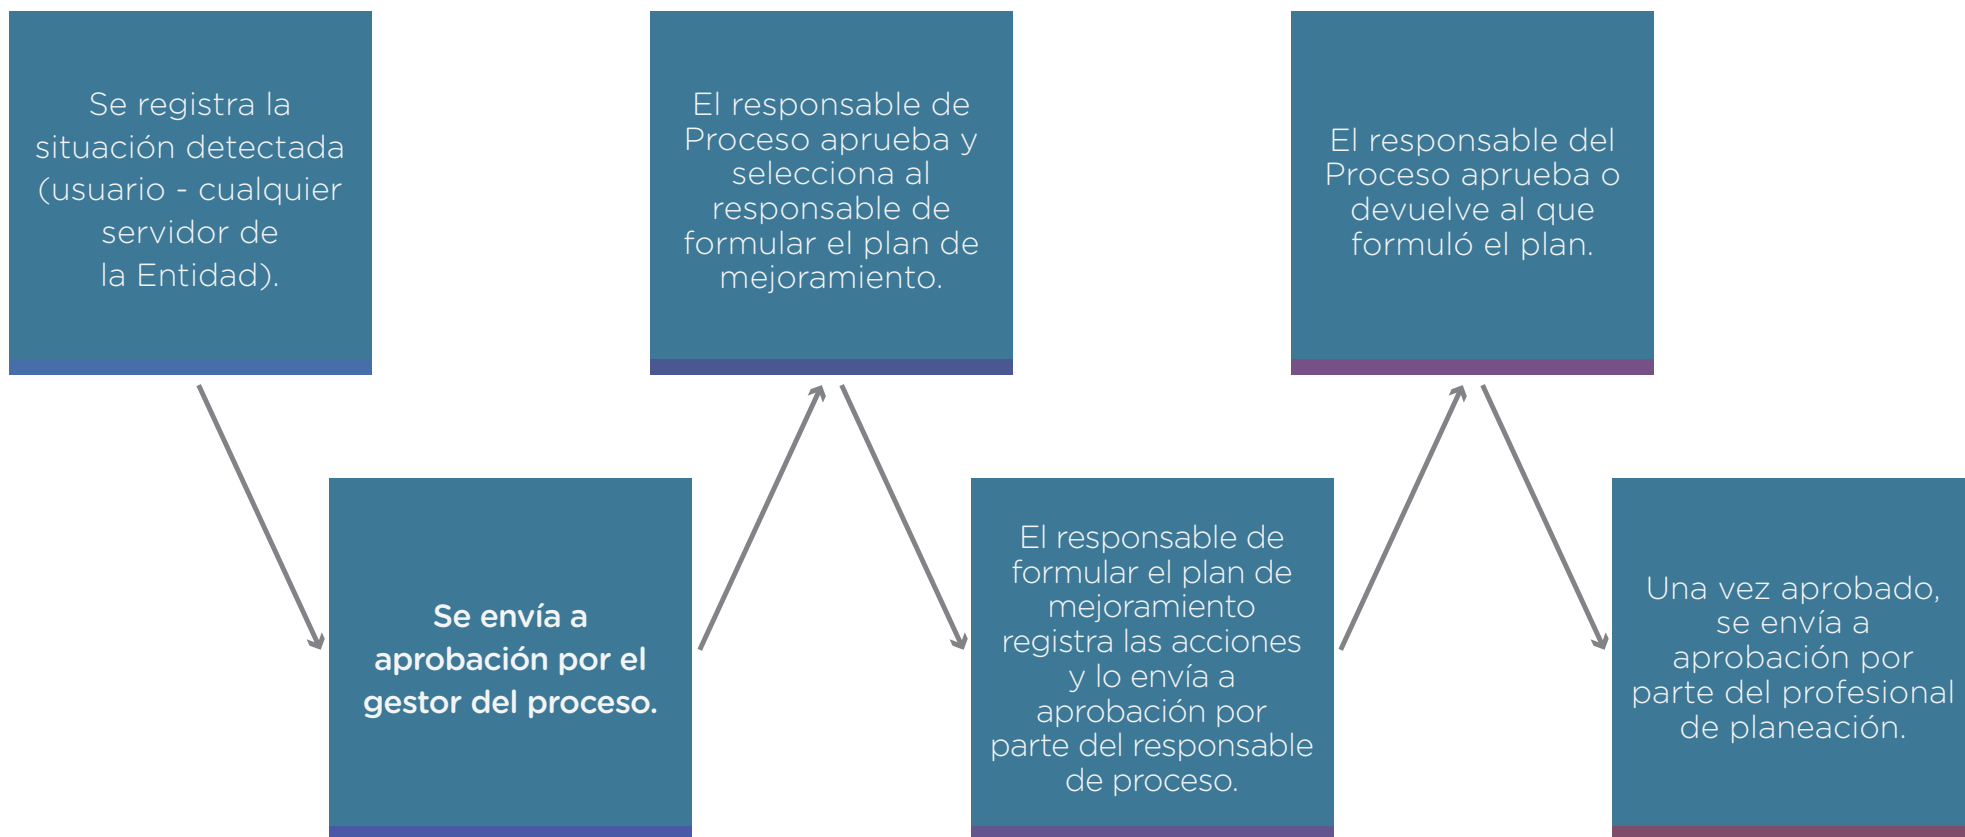 Se registra la
situación detectada
(usuario - cualquier
servidor de
la Entidad).
Se envía a
aprobación por el
gestor del proceso.
El responsable de
Proceso aprueba y
selecciona al
responsable de
formular el plan de
mejoramiento.
El responsable de
formular el plan de
mejoramiento
registra las acciones
y lo envía a
aprobación por
parte del responsable
de proceso.
El responsable del
Proceso aprueba o
devuelve al que
formuló el plan.
Una vez aprobado,
se envía a
aprobación por
parte del profesional
de planeación.